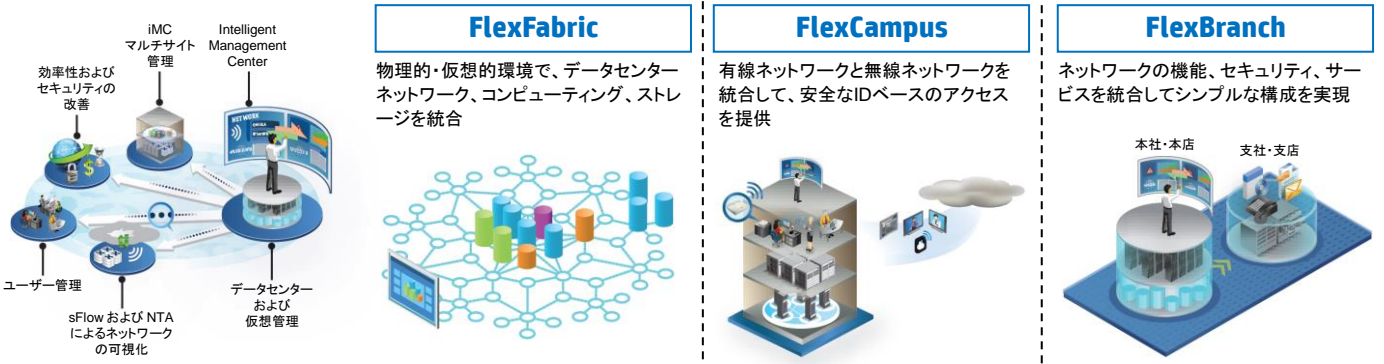 iMC
マルチサイト
管理
Intelligent
Management
Center
効率性および
セキュリティの
改善
NETWORK
ユーザー管理
sFlow および NTA
によるネットワーク
の可視化
データセンター
および
仮想管理
FlexFabric
物理的・仮想的環境で、データセンター
ネットワーク、コンピューティング、ストレ
ージを統合
FlexCampus
有線ネットワークと無線ネットワークを
統合して、安全なIDベースのアクセス
を提供
FlexBranch
ネットワークの機能、セキュリティ、サー
ビスを統合してシンプルな構成を実現
本社・本店
支社・支店